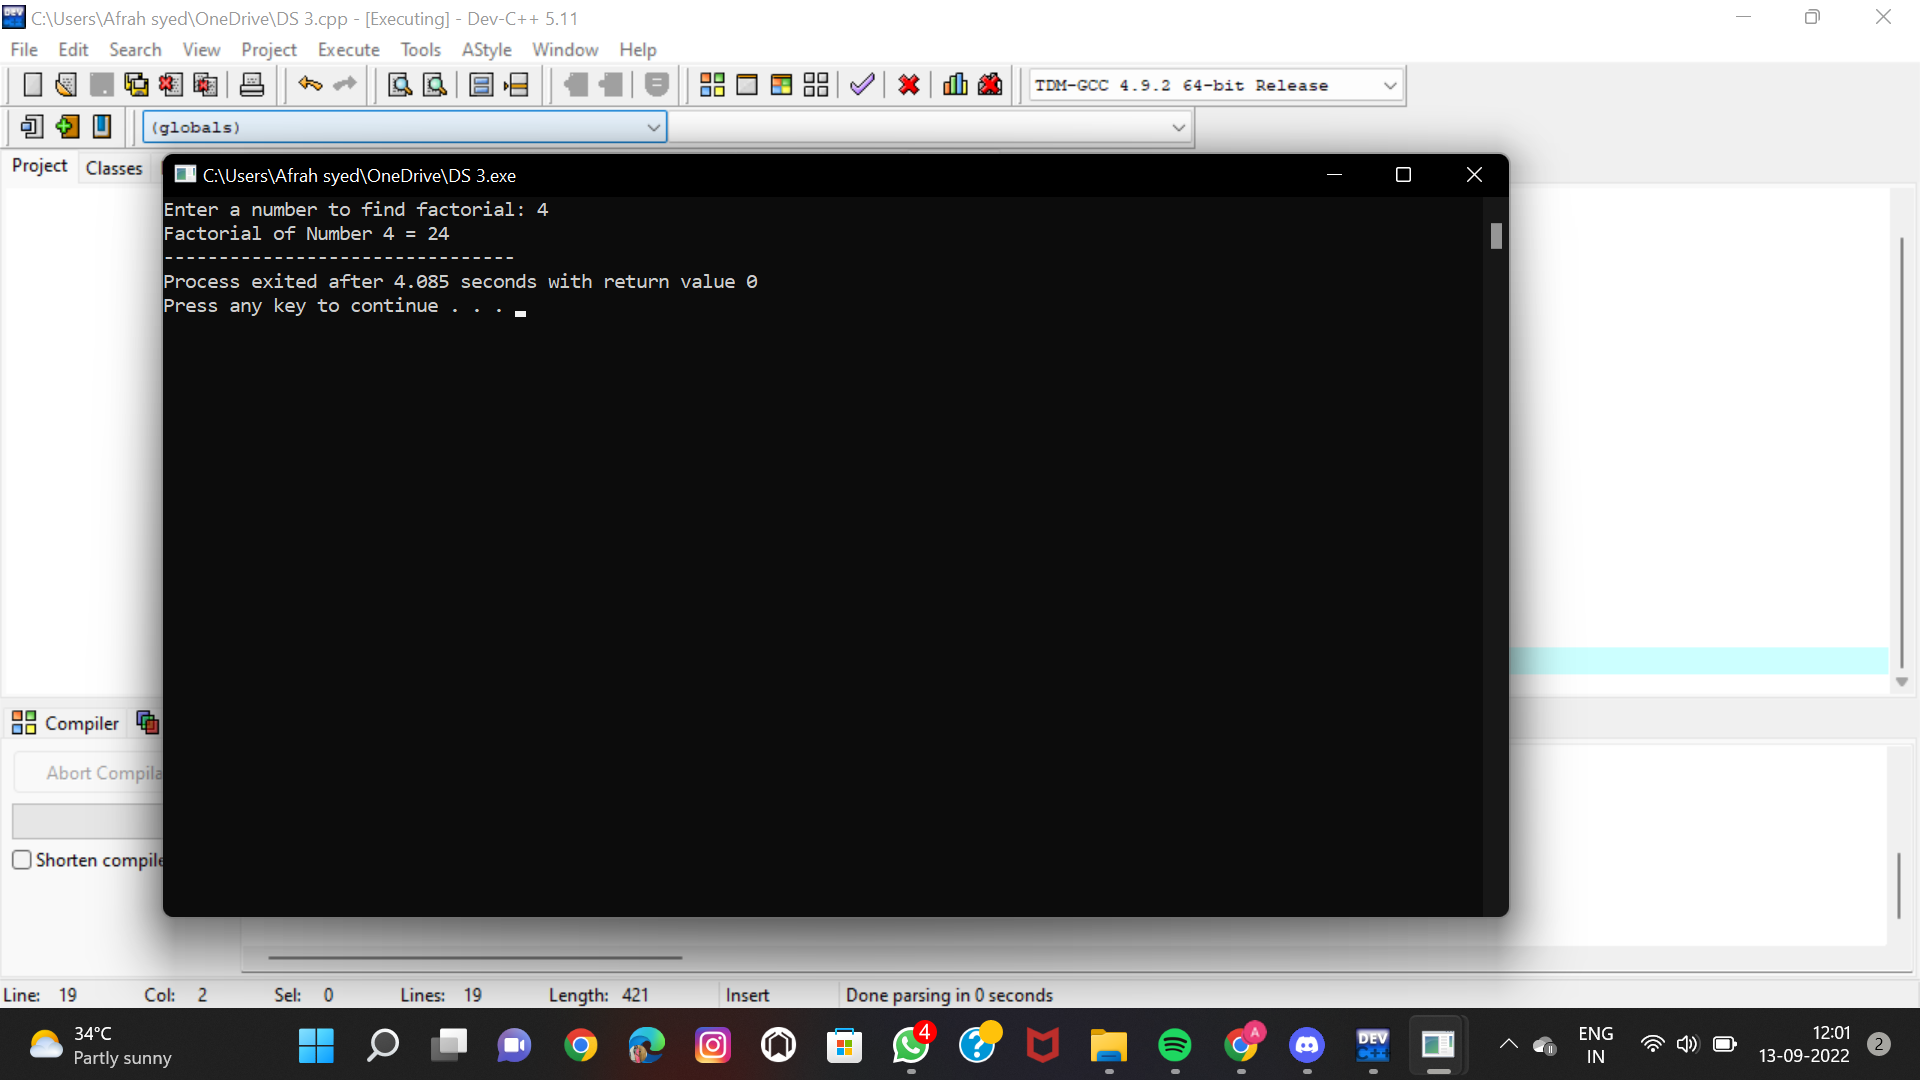 C:\Users\Afrah syed\OneDrive\DS 3.cpp - [Executing] - Dev-C++ 5.11
File Edit Search View Project Execute Tools AStyle Window Help
TDM-GCC 4.9.2 64-bit Release
(globals)
Project Classes
C:\Users\Afrah syed\OneDrive\DS 3.exe
Enter a number to find factorial: 4
Factorial of Number 4 = 24
--------------------------------
Process exited after 4.085 seconds with return value 0
Press any key to continue . . .
Compiler
Abort Compila
Shorten compile
Line: 19 Col: 2 Sel: 0 Lines: 19 Length: 421 Insert Done parsing in 0 seconds
34°C
Partly sunny
4
A
DEV
C++
ENG
IN
12:01
13-09-2022
2